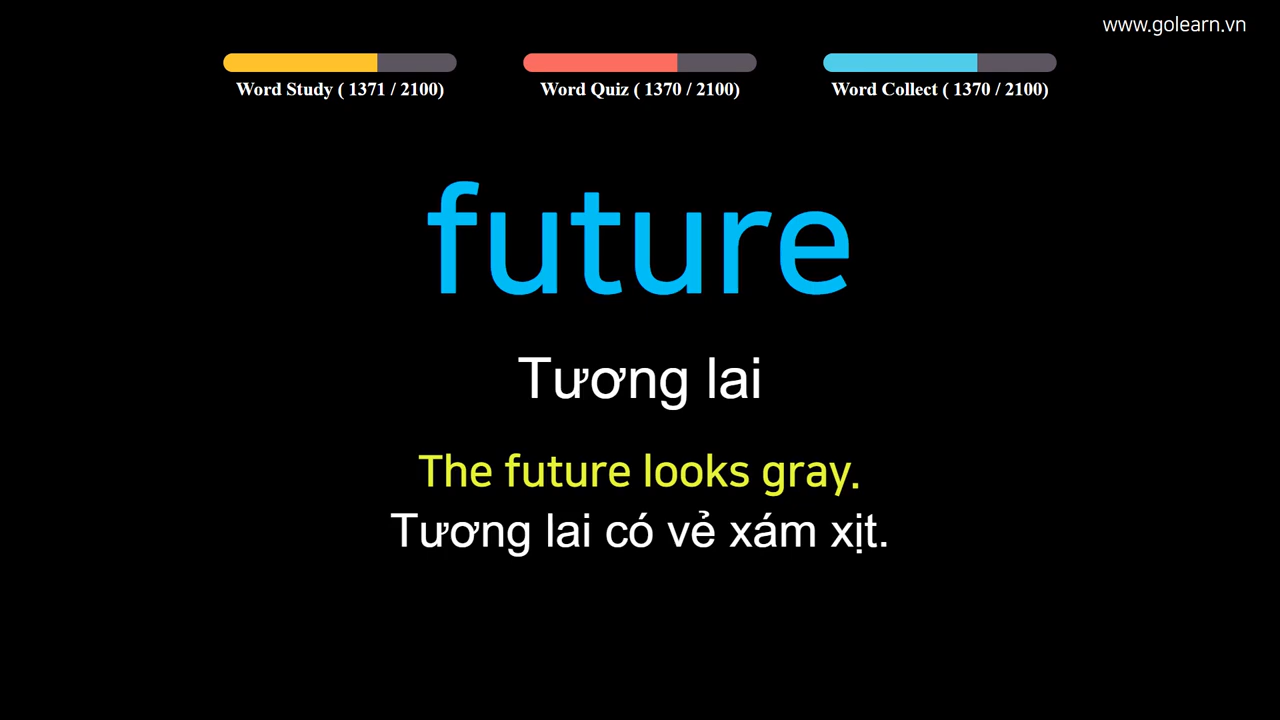 www.golearn.vn
Word Study ( 1371 / 2100)
Word Quiz ( 1370 / 2100)
Word Collect ( 1370 / 2100)
future
Tương lai
The future looks gray.
Tương lai có vẻ xám xịt.